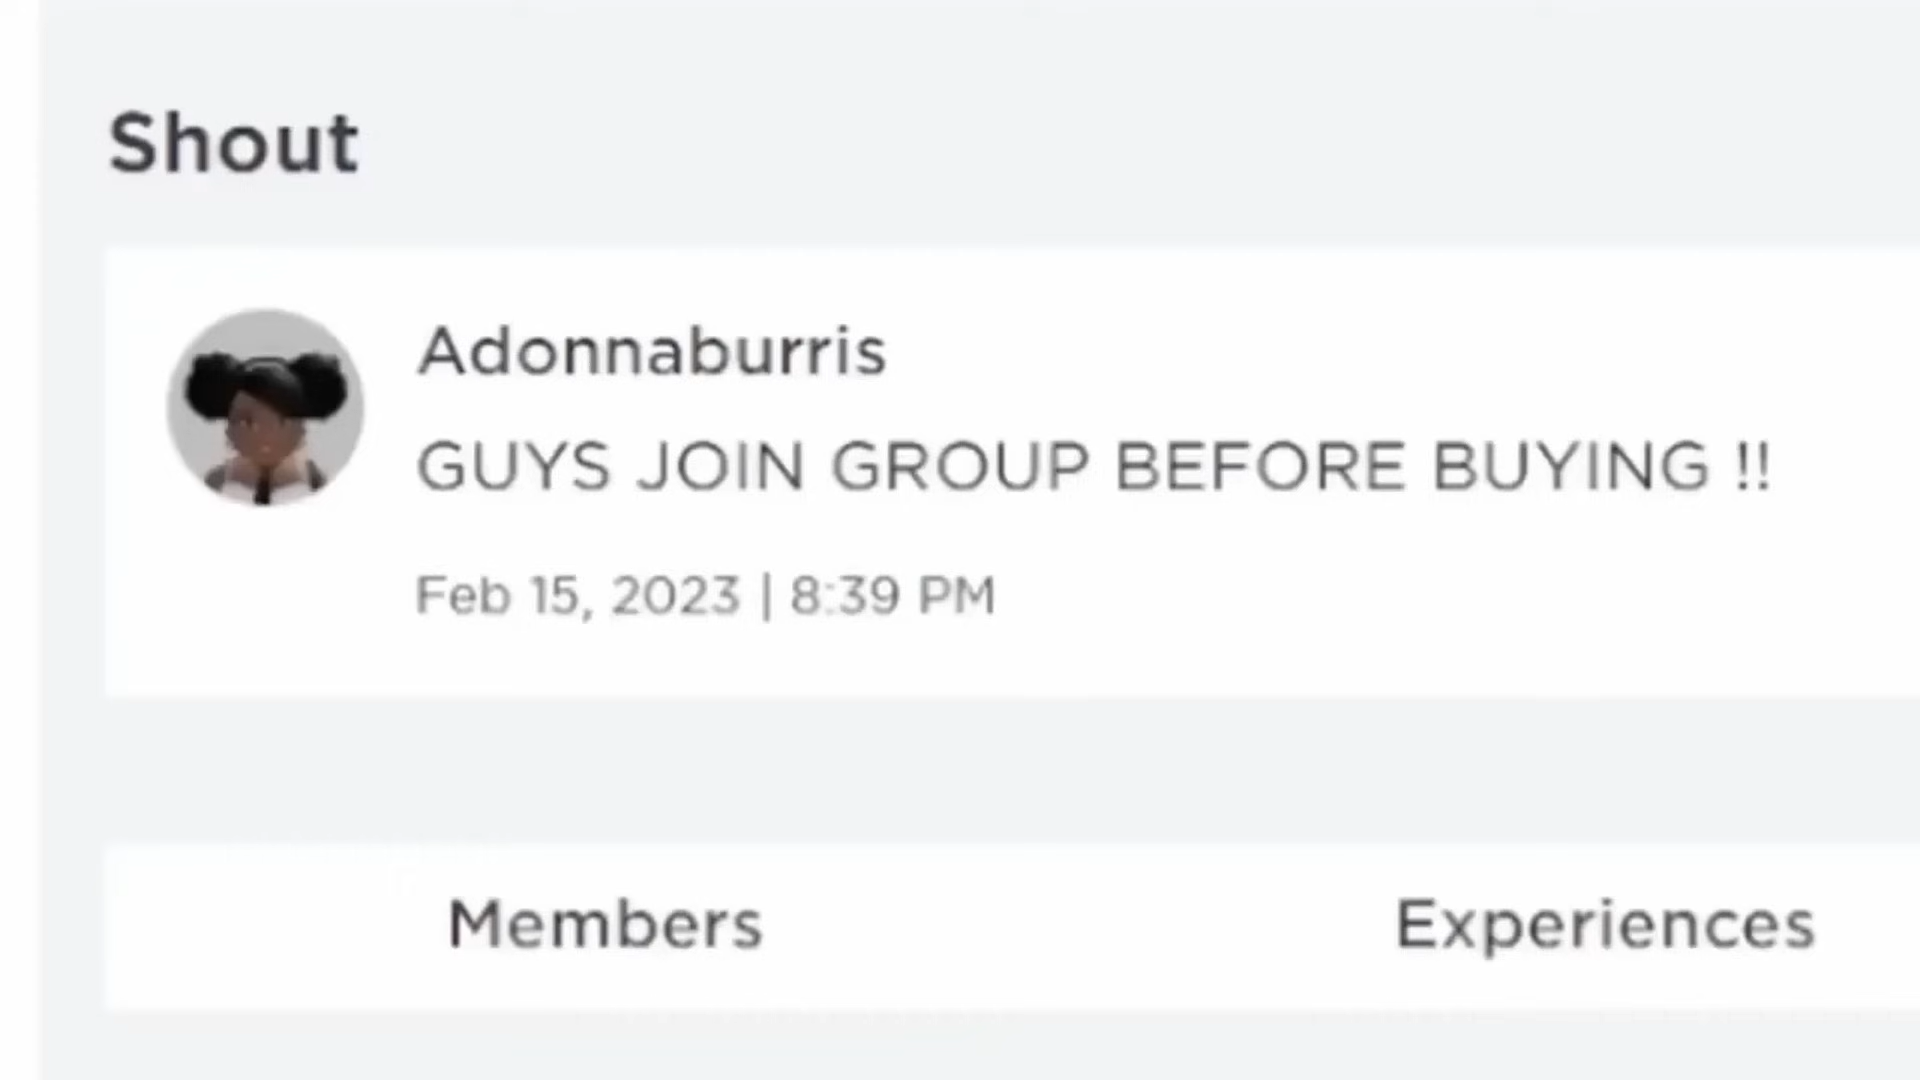 Shout
Adonnaburris
GUYS JOIN GROUP BEFORE BUYING !!
Feb 15, 2023 | 8:39 PM
Members
Experiences